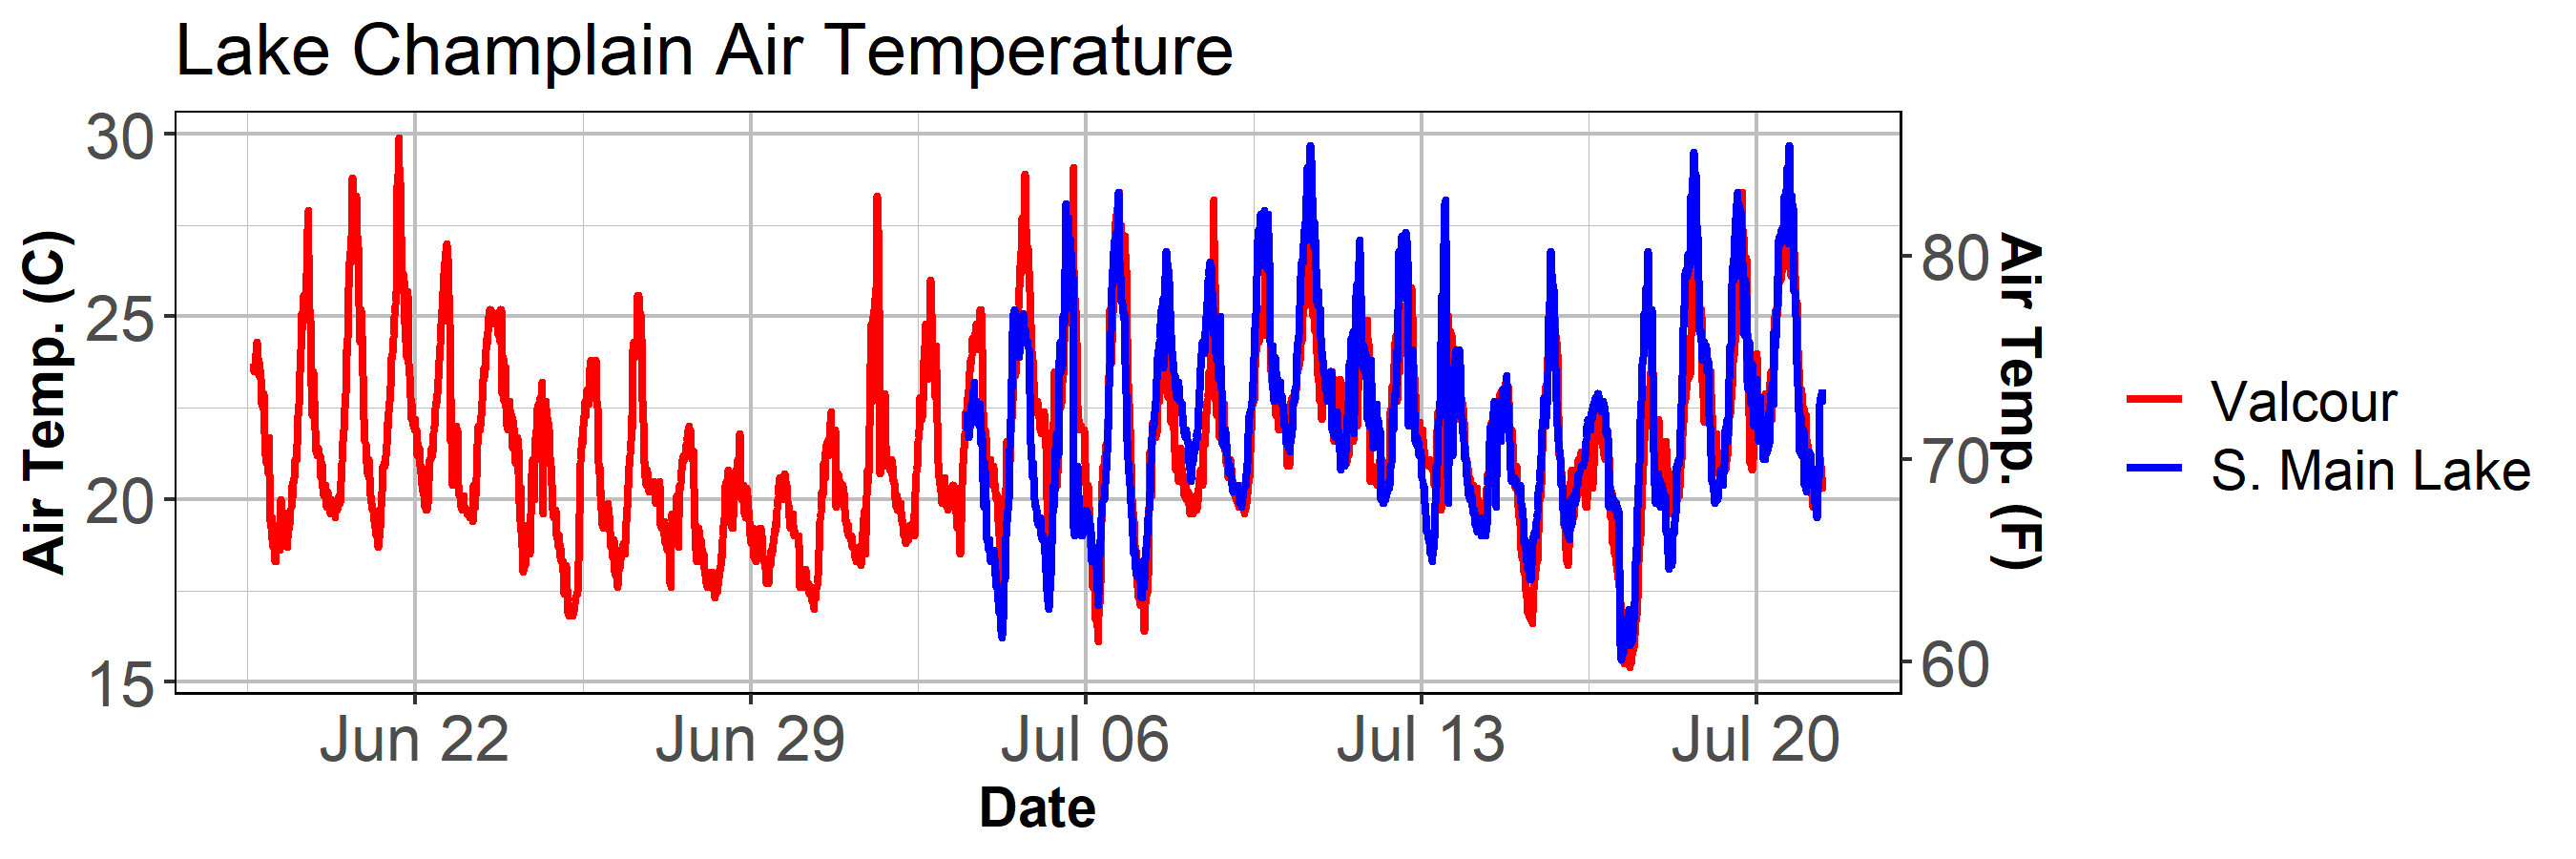 Lake Champlain Air Temperature
Air Temp. (C)
30
25
20
15
80
70
60
Air Temp. (F)
Jun 22
Jun 29
Jul 06
Jul 13
Jul 20
Date
Valcour
S. Main Lake